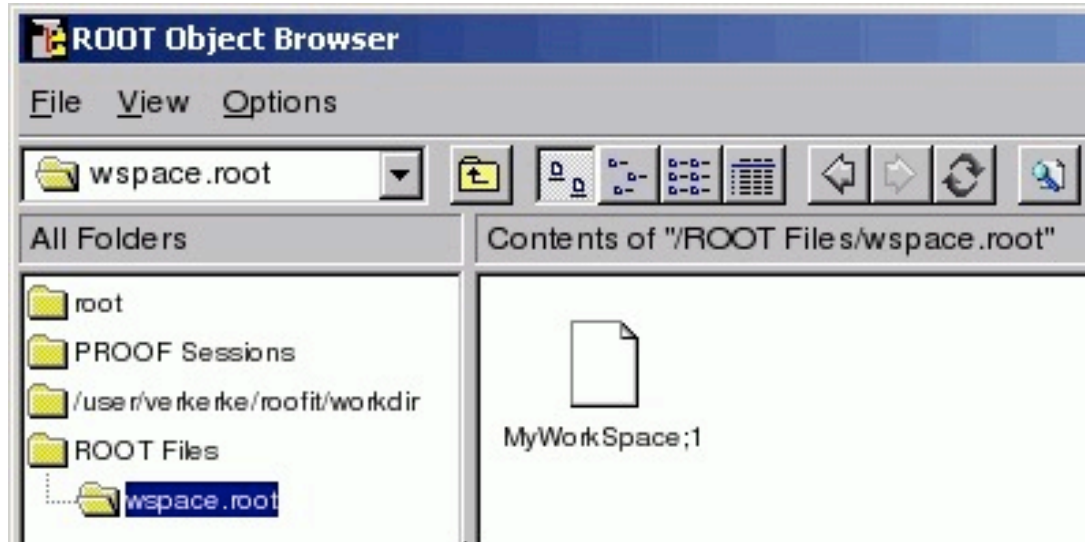 ROOT Object Browser
File View Options
wspace.root
All Folders
Contents of "/ROOT Files/wspace.root"
root
PROOF Sessions
/user/verkerke/roofit/workdir
ROOT Files
wspace.root
MyWorkSpace;1